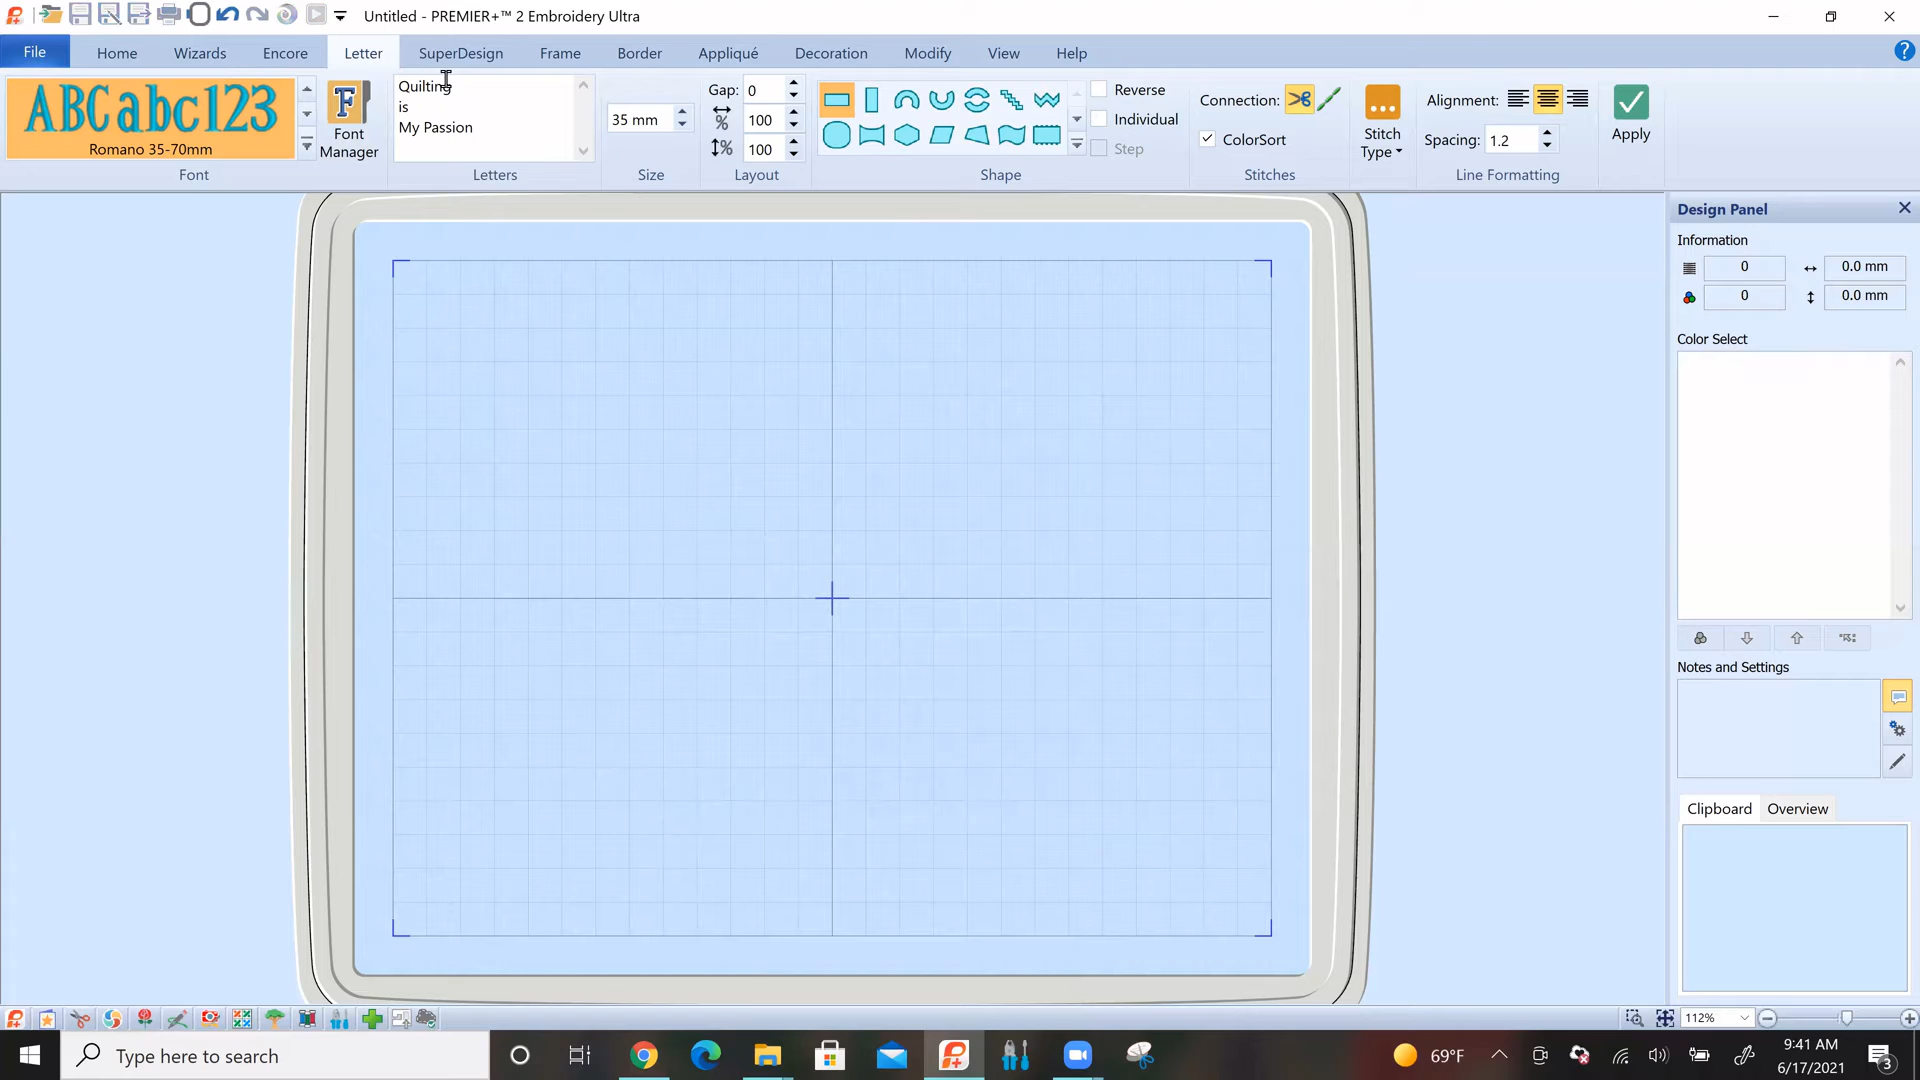 Untitled - PREMIER+™ 2 Embroidery Ultra
File
Home
Wizards
Encore
Letter
SuperDesign
Frame
Border
Appliqué
Decoration
Modify
View
Help
ABC abc123
Romano 35-70mm
Font
Font Manager
Quilting
is
My Passion
Letters
35 mm
Size
Gap: 0
100
100
Layout
Shape
Reverse
Individual
Step
Connection:
ColorSort
Stitches
Stitch Type
Alignment:
Spacing: 1.2
Line Formatting
Apply
Design Panel
Information
0
0.0 mm
0
0.0 mm
Color Select
Notes and Settings
Clipboard
Overview
112%
Type here to search
69°F
9:41 AM
6/17/2021
3